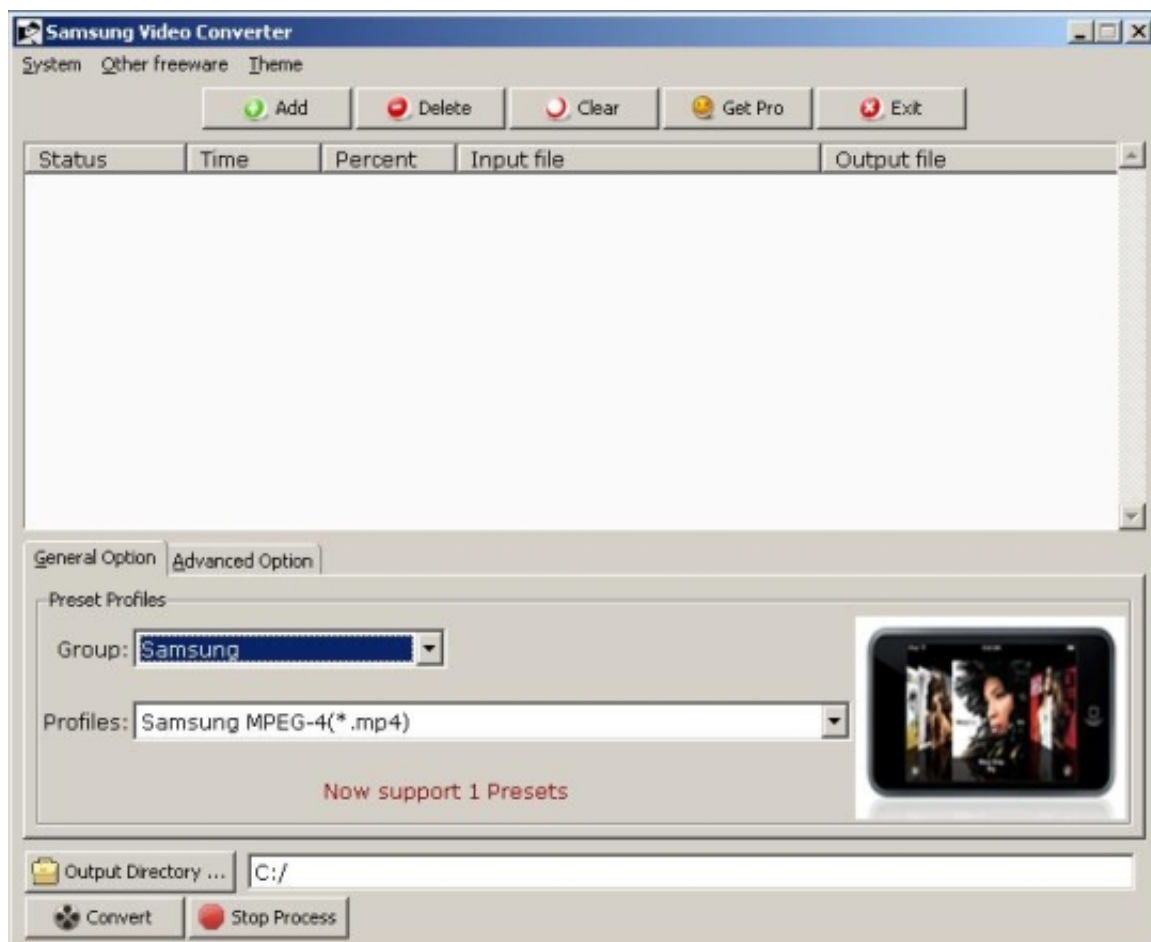 Samsung Video Converter
System Other freeware Theme
Add Delete Clear Get Pro Exit
Status Time Percent Input file Output file
General Option Advanced Option
Preset Profiles
Group: Samsung
Profiles: Samsung MPEG-4(*.mp4)
Now support 1 Presets
Output Directory ... C:/
Convert Stop Process